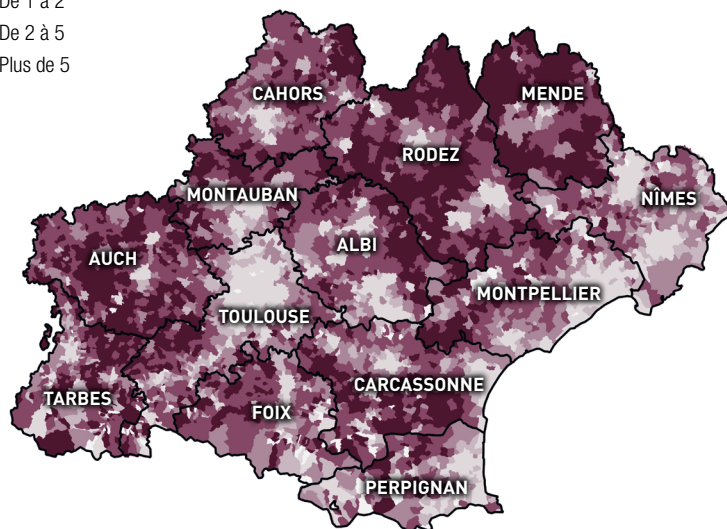 De 1 à 2
De 2 à 5
Plus de 5
CAHORS
MENDE
RODEZ
MONTAUBAN
NÎMES
ALBI
AUCH
MONTPELLIER
TOULOUSE
CARCASSONNE
TARBES
FOIX
PERPIGNAN